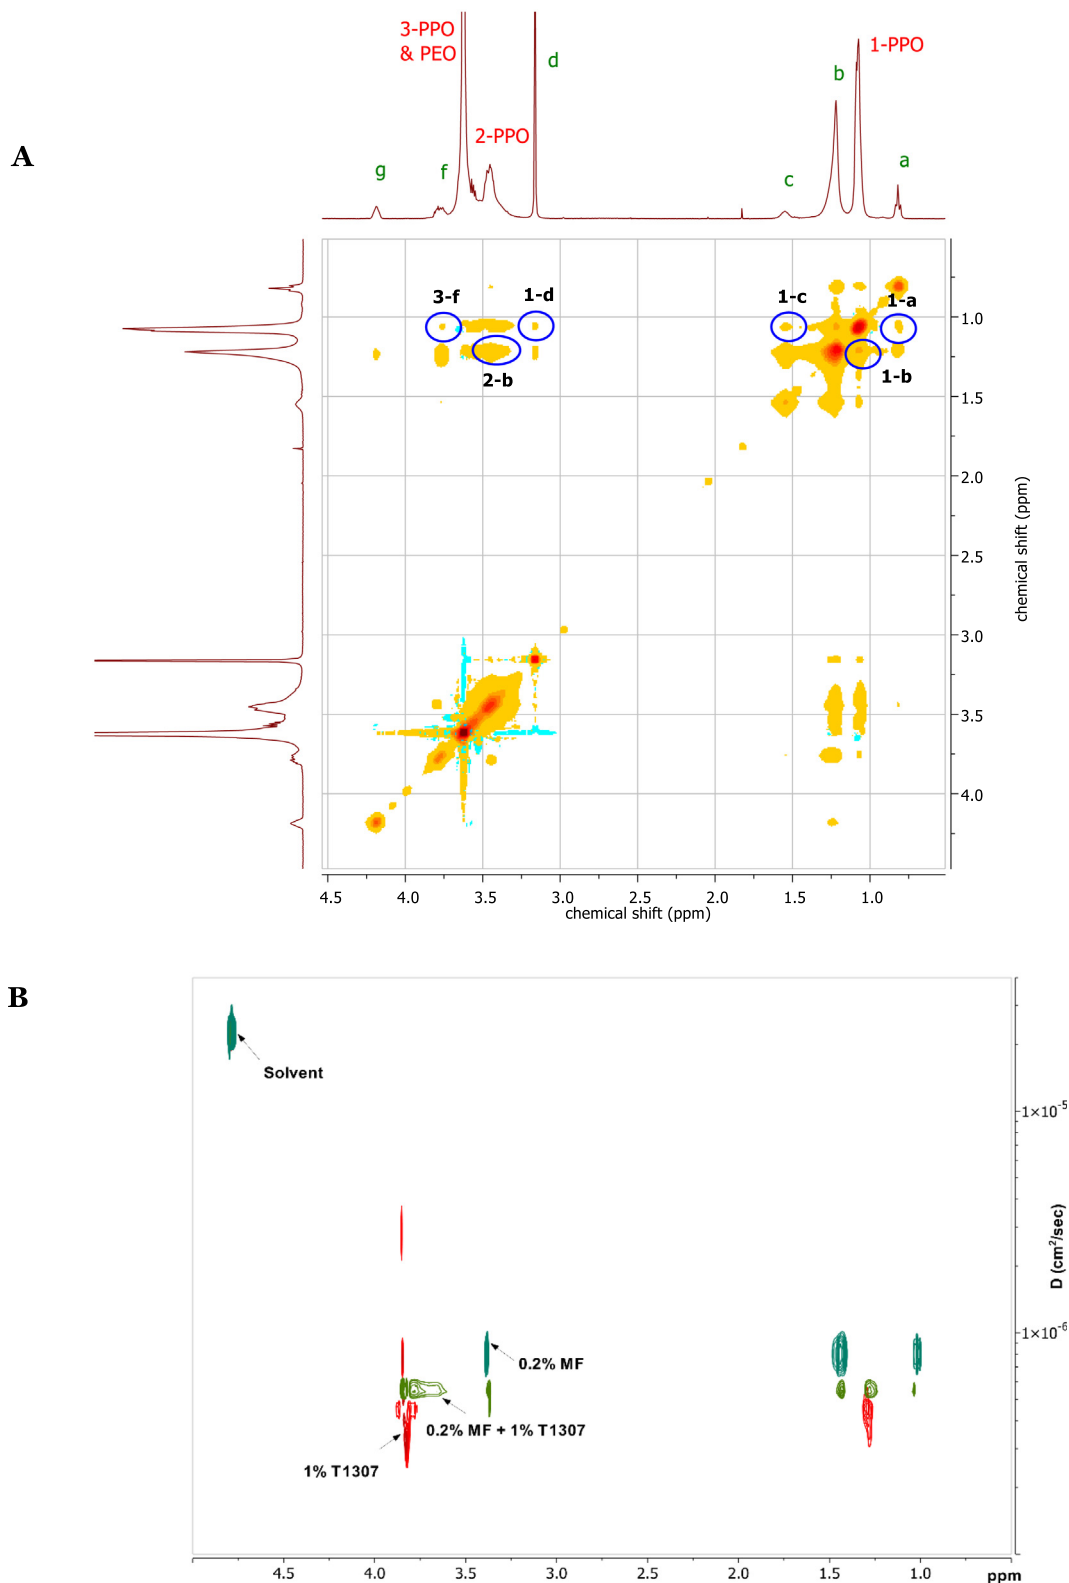 A
3-PPO
& PEO
d
1-PPO
b
2-PPO
g
f
c
a
3-f
1-d
1-c
1-a
2-b
1-b
1.0
1.5
2.0
2.5
3.0
3.5
4.0
chemical shift (ppm)
4.5 4.0 3.5 3.0 2.5 2.0 1.5 1.0
chemical shift (ppm)
B
Solvent
1×10⁻⁵
D (cm²/sec)
1×10⁻⁶
0.2% MF
0.2% MF + 1% T1307
1% T1307
4.5 4.0 3.5 3.0 2.5 2.0 1.5 1.0 ppm